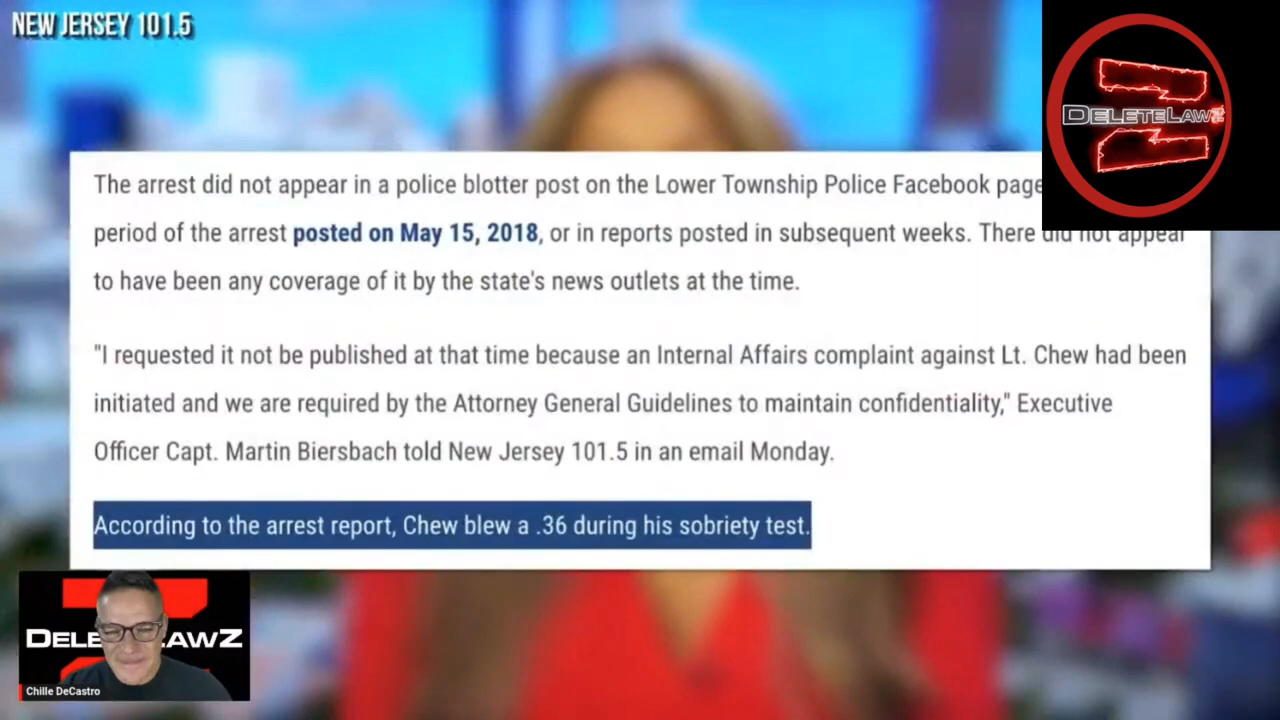 NEW JERSEY 101.5
DELETELAWZ
The arrest did not appear in a police blotter post on the Lower Township Police Facebook page
period of the arrest posted on May 15, 2018, or in reports posted in subsequent weeks. There did not appear
to have been any coverage of it by the state's news outlets at the time.
"I requested it not be published at that time because an Internal Affairs complaint against Lt. Chew had been
initiated and we are required by the Attorney General Guidelines to maintain confidentiality," Executive
Officer Capt. Martin Biersbach told New Jersey 101.5 in an email Monday.
According to the arrest report, Chew blew a .36 during his sobriety test.
DELE AWZ
Chille DeCastro